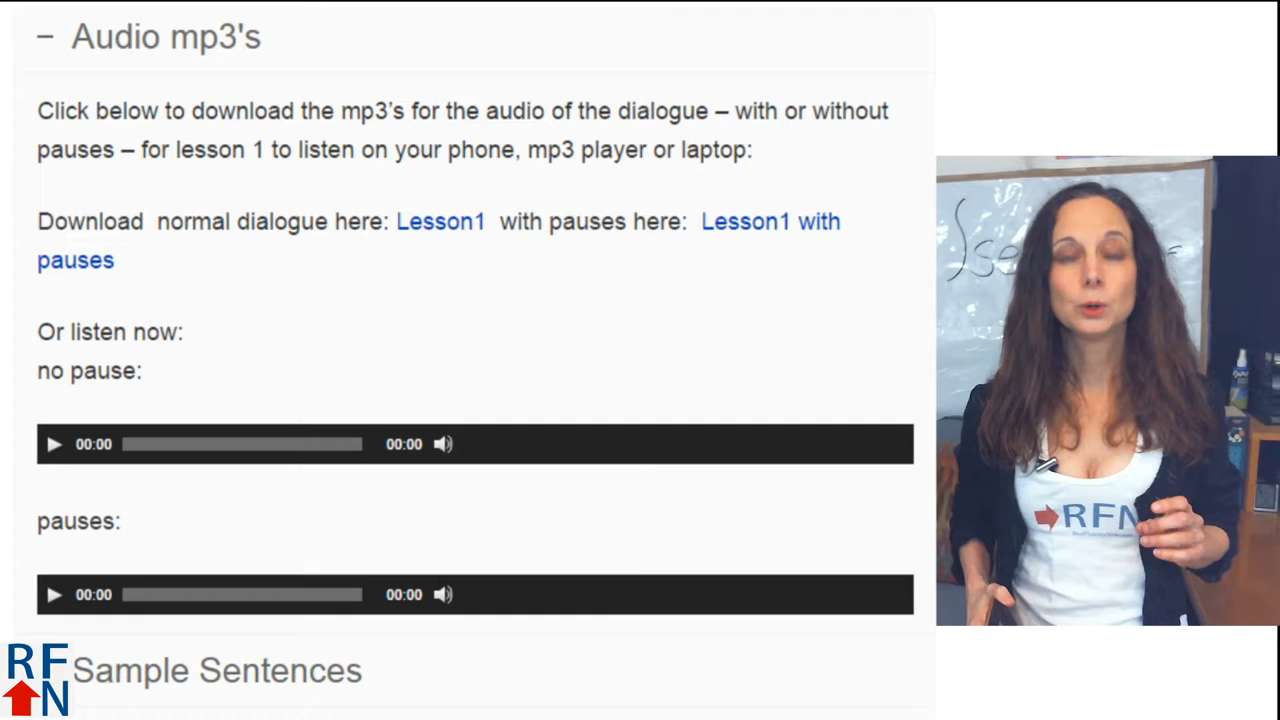 − Audio mp3's
Click below to download the mp3’s for the audio of the dialogue – with or without
pauses – for lesson 1 to listen on your phone, mp3 player or laptop:
Download normal dialogue here: Lesson1 with pauses here: Lesson1 with
pauses
Or listen now:
no pause:
00:00 00:00
pauses:
00:00 00:00
Sample Sentences
RFN
RF
N